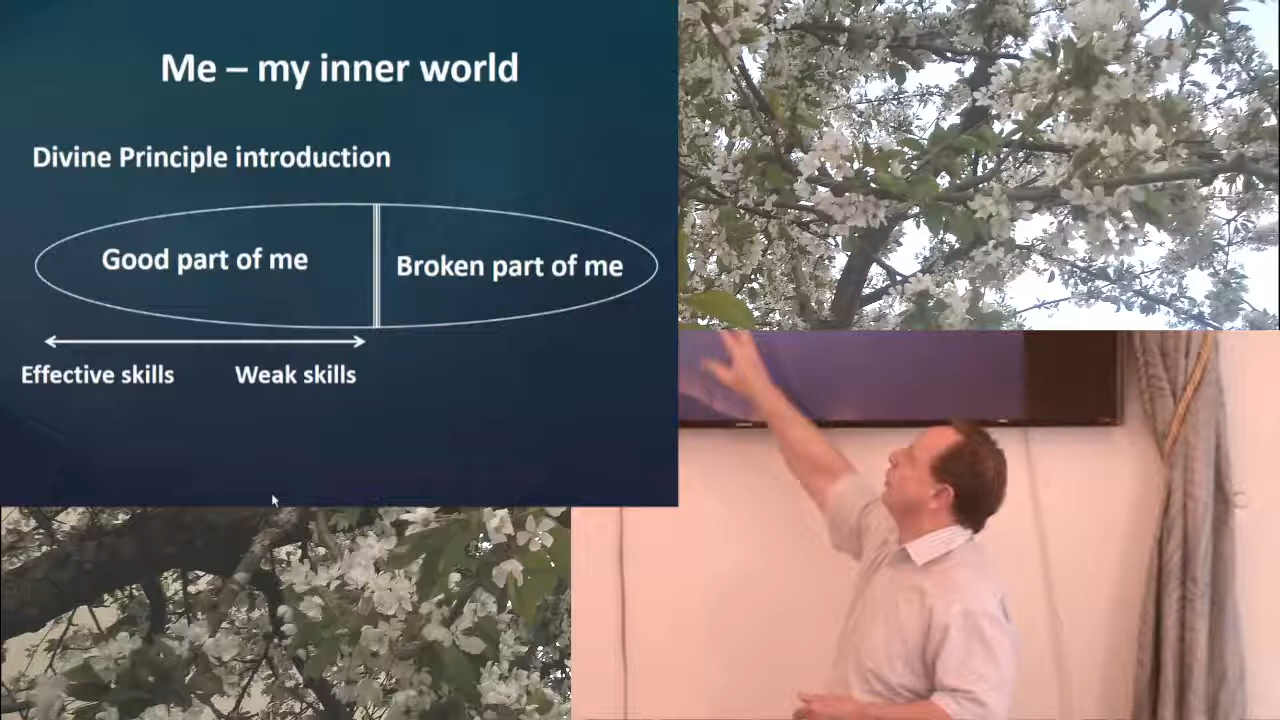 Me – my inner world
Divine Principle introduction
Good part of me
Broken part of me
Effective skills
Weak skills